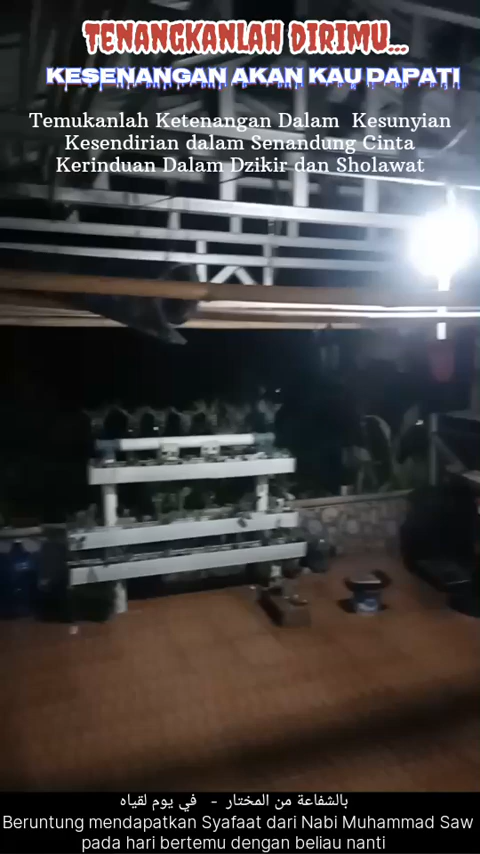 TENANGKANLAH DIRIMU...
KESENANGAN AKAN KAU DAPATI
Temukanlah Ketenangan Dalam Kesunyian
Kesendirian dalam Senandung Cinta
Kerinduan Dalam Dzikir dan Sholawat
بالشفاعة من المختار - في يوم لقياه
Beruntung mendapatkan Syafaat dari Nabi Muhammad Saw
pada hari bertemu dengan beliau nanti